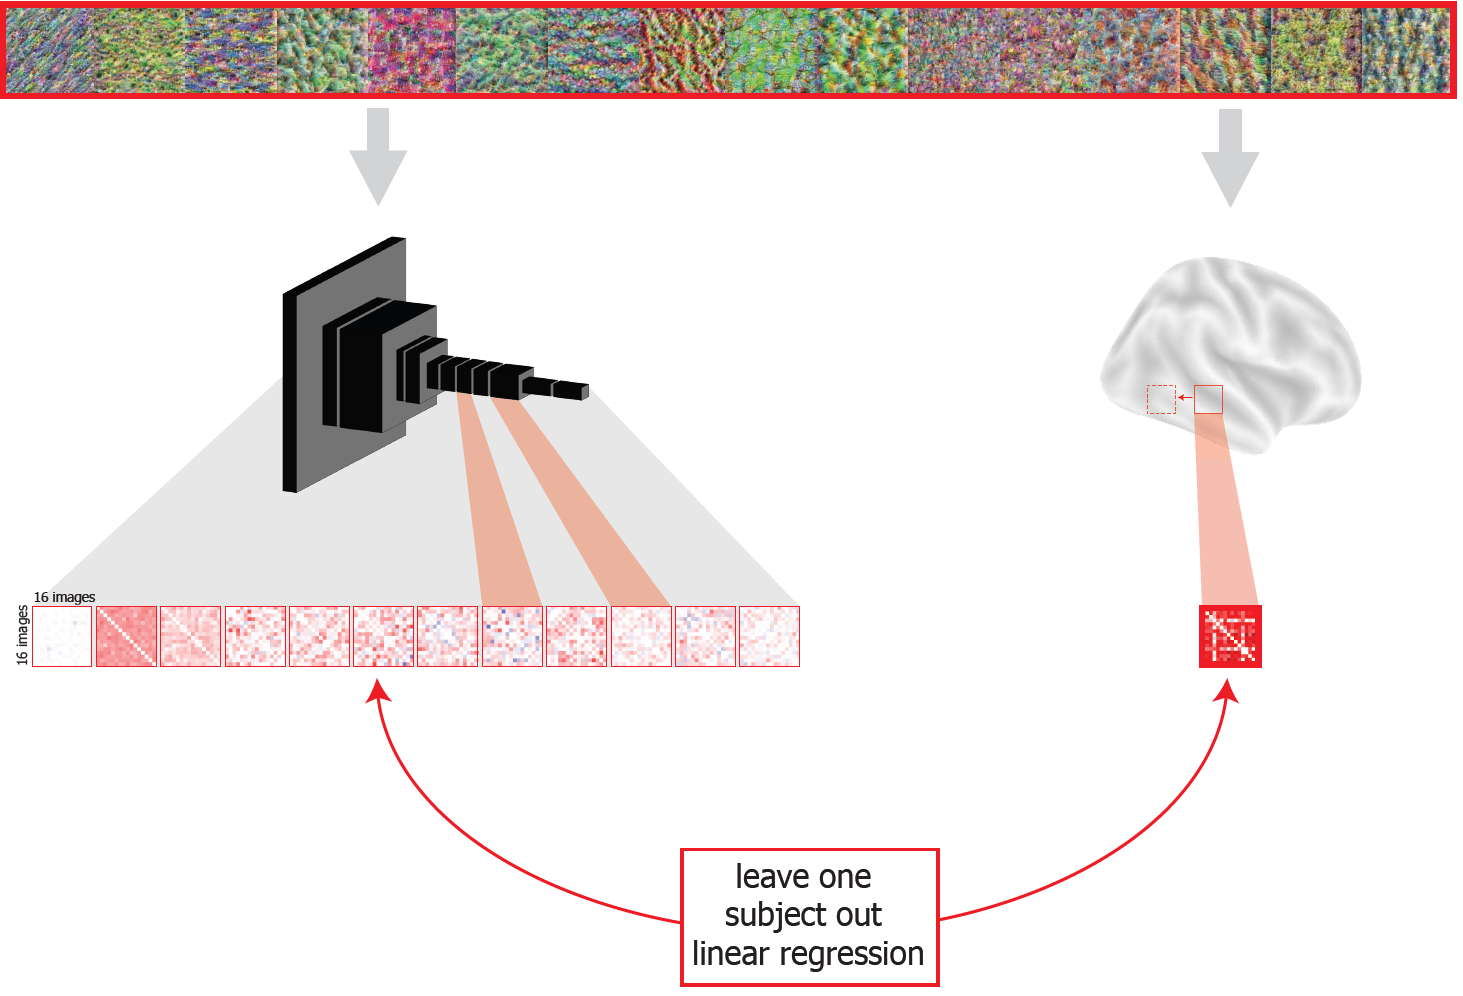 16 images
16 images
leave one
subject out
linear regression